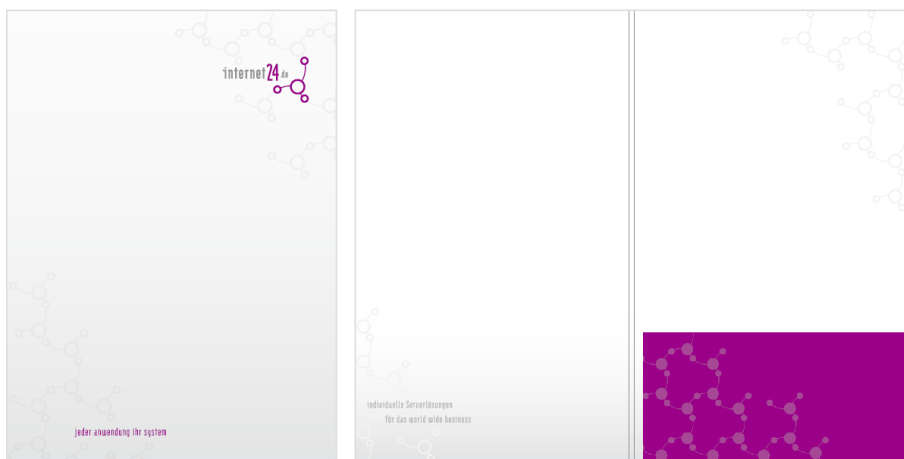 internet24.de
jeder anwendung ihr system
individuelle Serverlösungen
für das world wide business